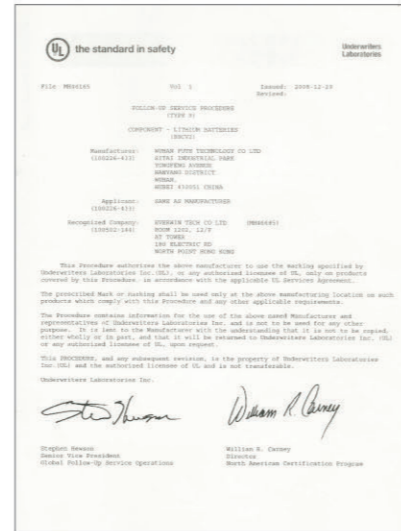 UL the standard in safety
Underwriters
Laboratories
File Vol 1 Issued: 2008-12-29
Revised:
FOLLOW-UP SERVICE PROCEDURE
(TYPE R)
COMPONENT - LITHIUM BATTERIES
(BBCV2)
Manufacturer: WUHAN TECHNOLOGY CO LTD
INDUSTRIAL PARK
AVENUE
HANYANG DISTRICT
WUHAN,
HUBEI 430051 CHINA
Applicant: SAME AS MANUFACTURER
Recognized Company: TECH CO LTD
ROOM 1202, 12/F
AT TOWER
180 ELECTRIC RD
NORTH POINT HONG KONG
This Procedure authorizes the above manufacturer to use the marking specified by
Underwriters Laboratories Inc. (UL), or any authorized licensee of UL, only on products
covered by this Procedure, in accordance with the applicable UL Services Agreement.
The prescribed Mark or marking shall be used only at the above manufacturing location on such
products which comply with this Procedure and any other applicable requirements.
The Procedure contains information for the use of the above named Manufacturer and
representatives of Underwriters Laboratories Inc. and is not to be used for any other
purpose. It is lent to the Manufacturer with the understanding that it is not to be copied,
either wholly or in part, and that it will be returned to Underwriters Laboratories Inc. (UL)
or any authorized licensee of UL, upon request.
This PROCEDURE, and any subsequent revision, is the property of Underwriters Laboratories
Inc. (UL) and the authorized licensee of UL and is not transferable.
Underwriters Laboratories Inc.
William R. Carney
Stephen Hewson
Senior Vice President
Global Follow-Up Service Operations
William R. Carney
Director
North American Certification Program